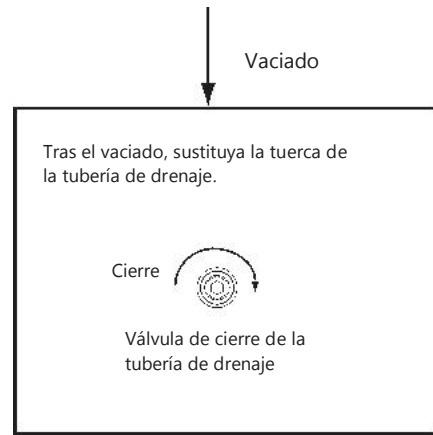 Vaciado
Tras el vaciado, sustituya la tuerca de
la tubería de drenaje.
Cierre
Válvula de cierre de la
tubería de drenaje